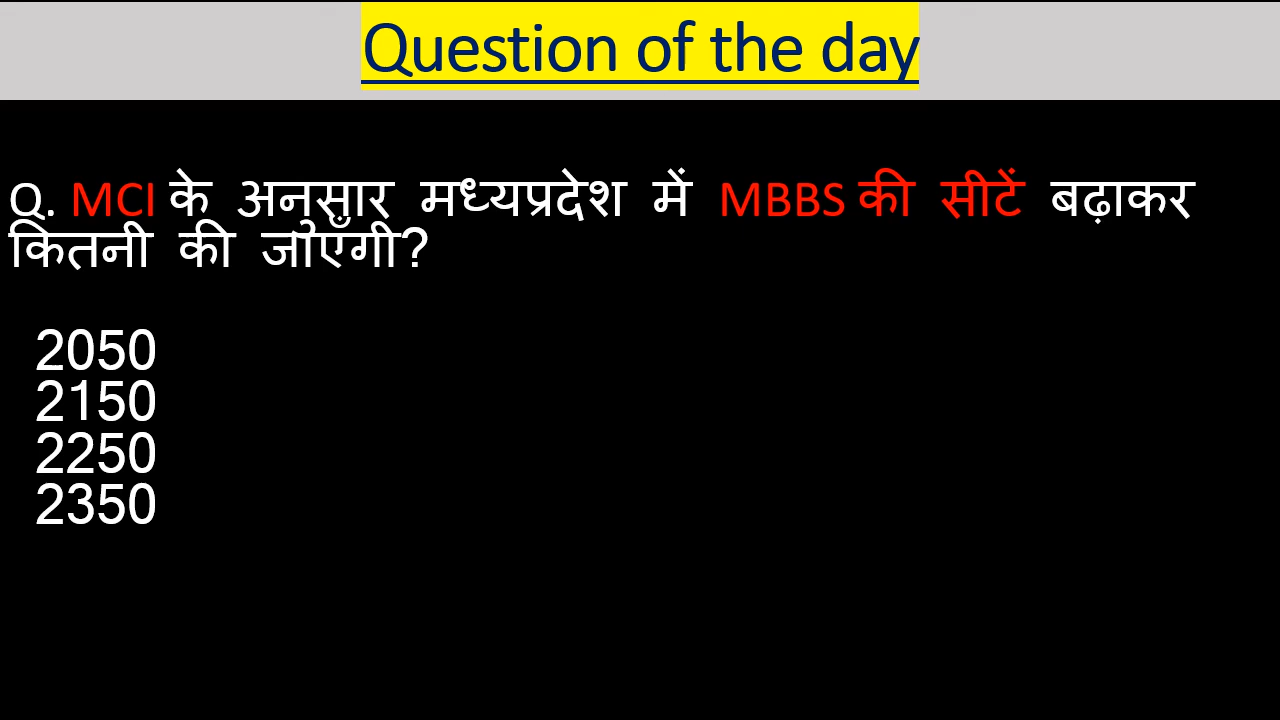 Question of the day
Q. MCI के अनुसार मध्यप्रदेश में MBBS की सीटें बढ़ाकर
कितनी की जाएँगी?
2050
2150
2250
2350